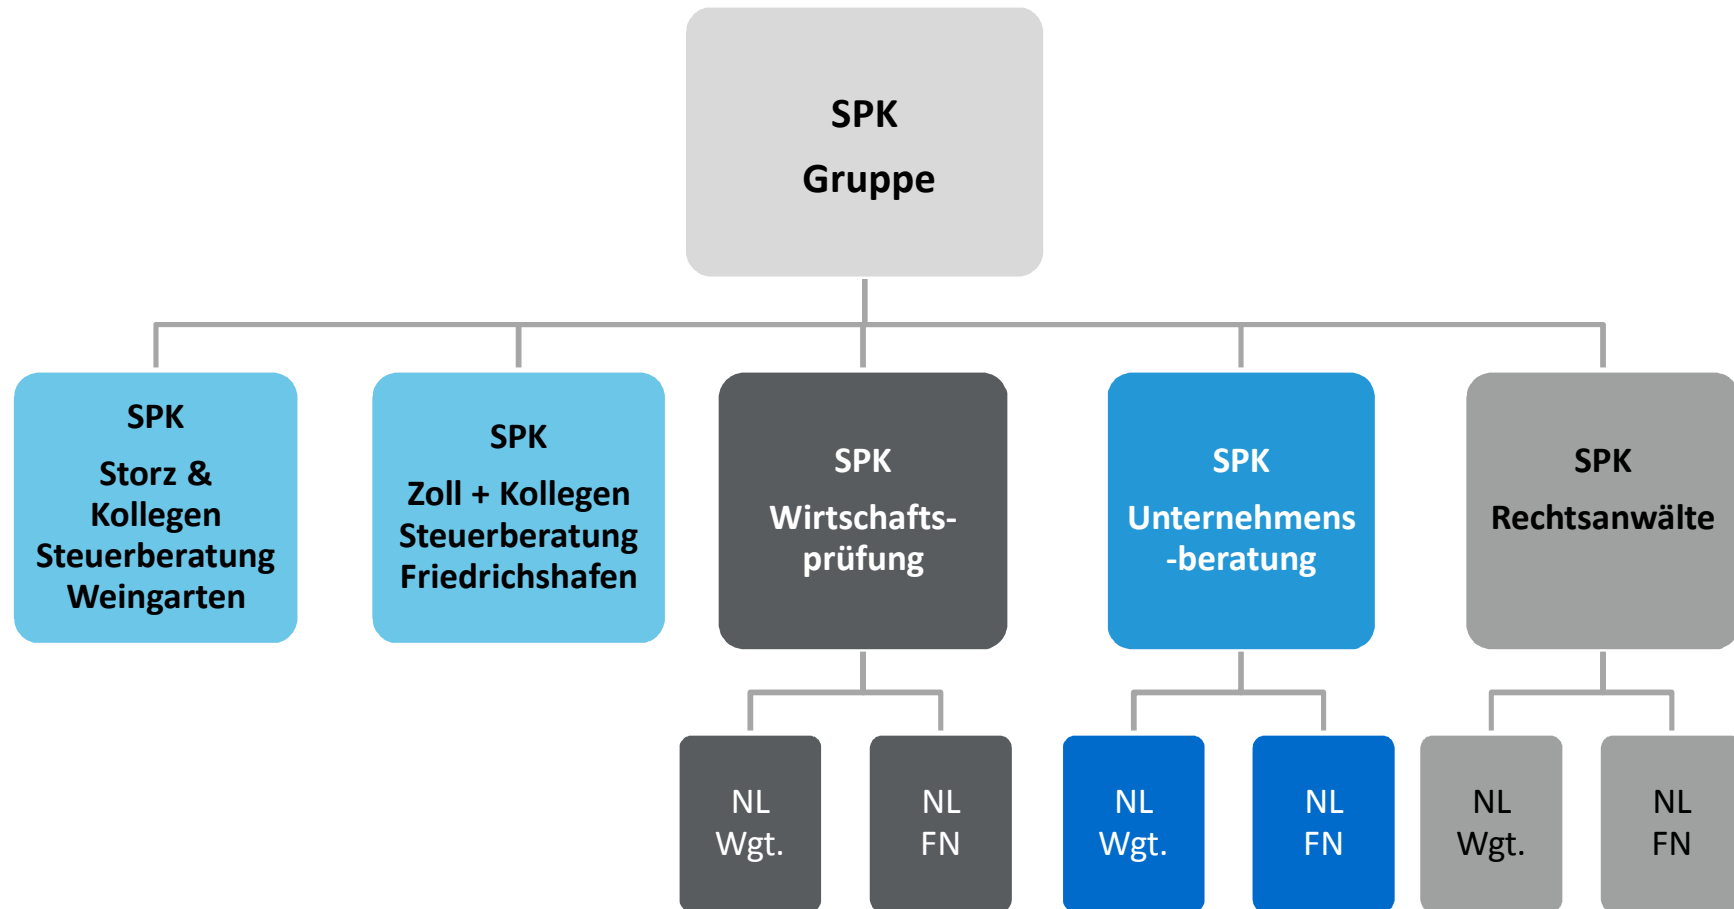 SPK
Gruppe
SPK
Storz &
Kollegen
Steuerberatung
Weingarten
SPK
Zoll + Kollegen
Steuerberatung
Friedrichshafen
SPK
Wirtschafts-
prüfung
SPK
Unternehmens
-beratung
SPK
Rechtsanwälte
NL
Wgt.
NL
FN
NL
Wgt.
NL
FN
NL
Wgt.
NL
FN